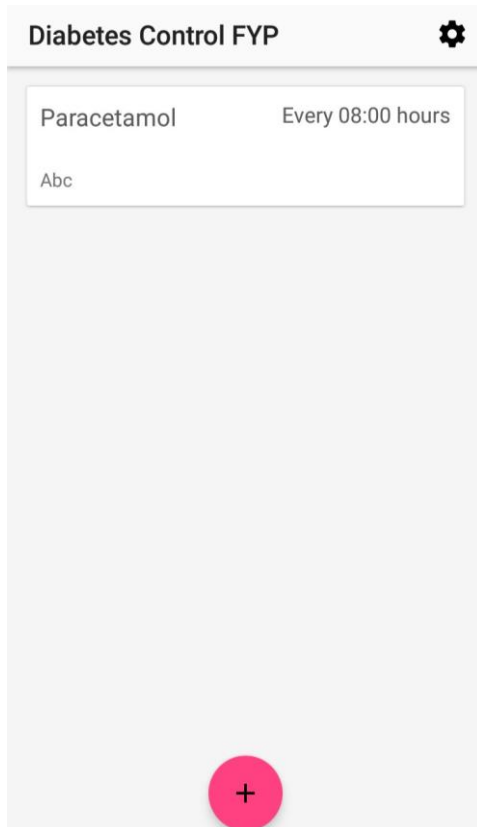 Diabetes Control FYP
Paracetamol Every 08:00 hours
Abc
+